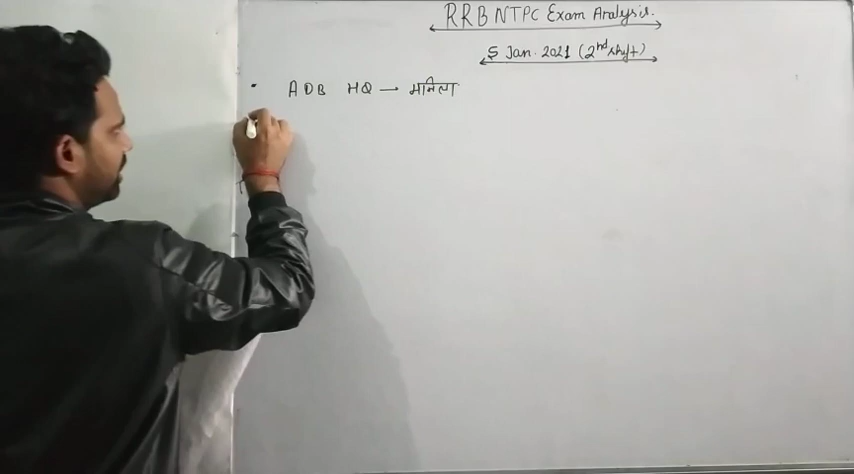 RRB NTPC Exam Analysis.
5 Jan. 2021 (2nd shift)
• ADB HQ → मनिला